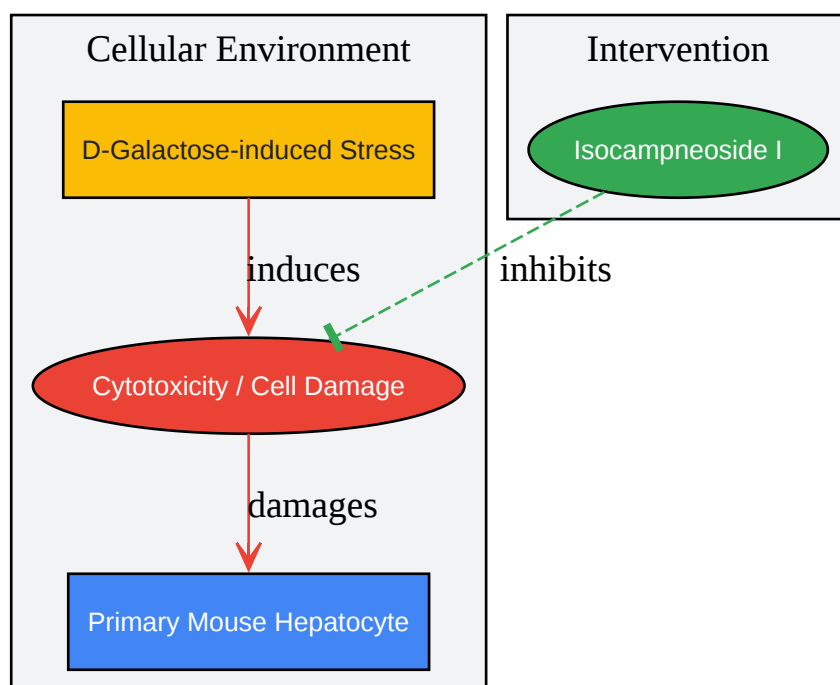 Cellular Environment
Intervention
D-Galactose-induced Stress
Isocampneoside I
induces
inhibits
Cytotoxicity / Cell Damage
damages
Primary Mouse Hepatocyte